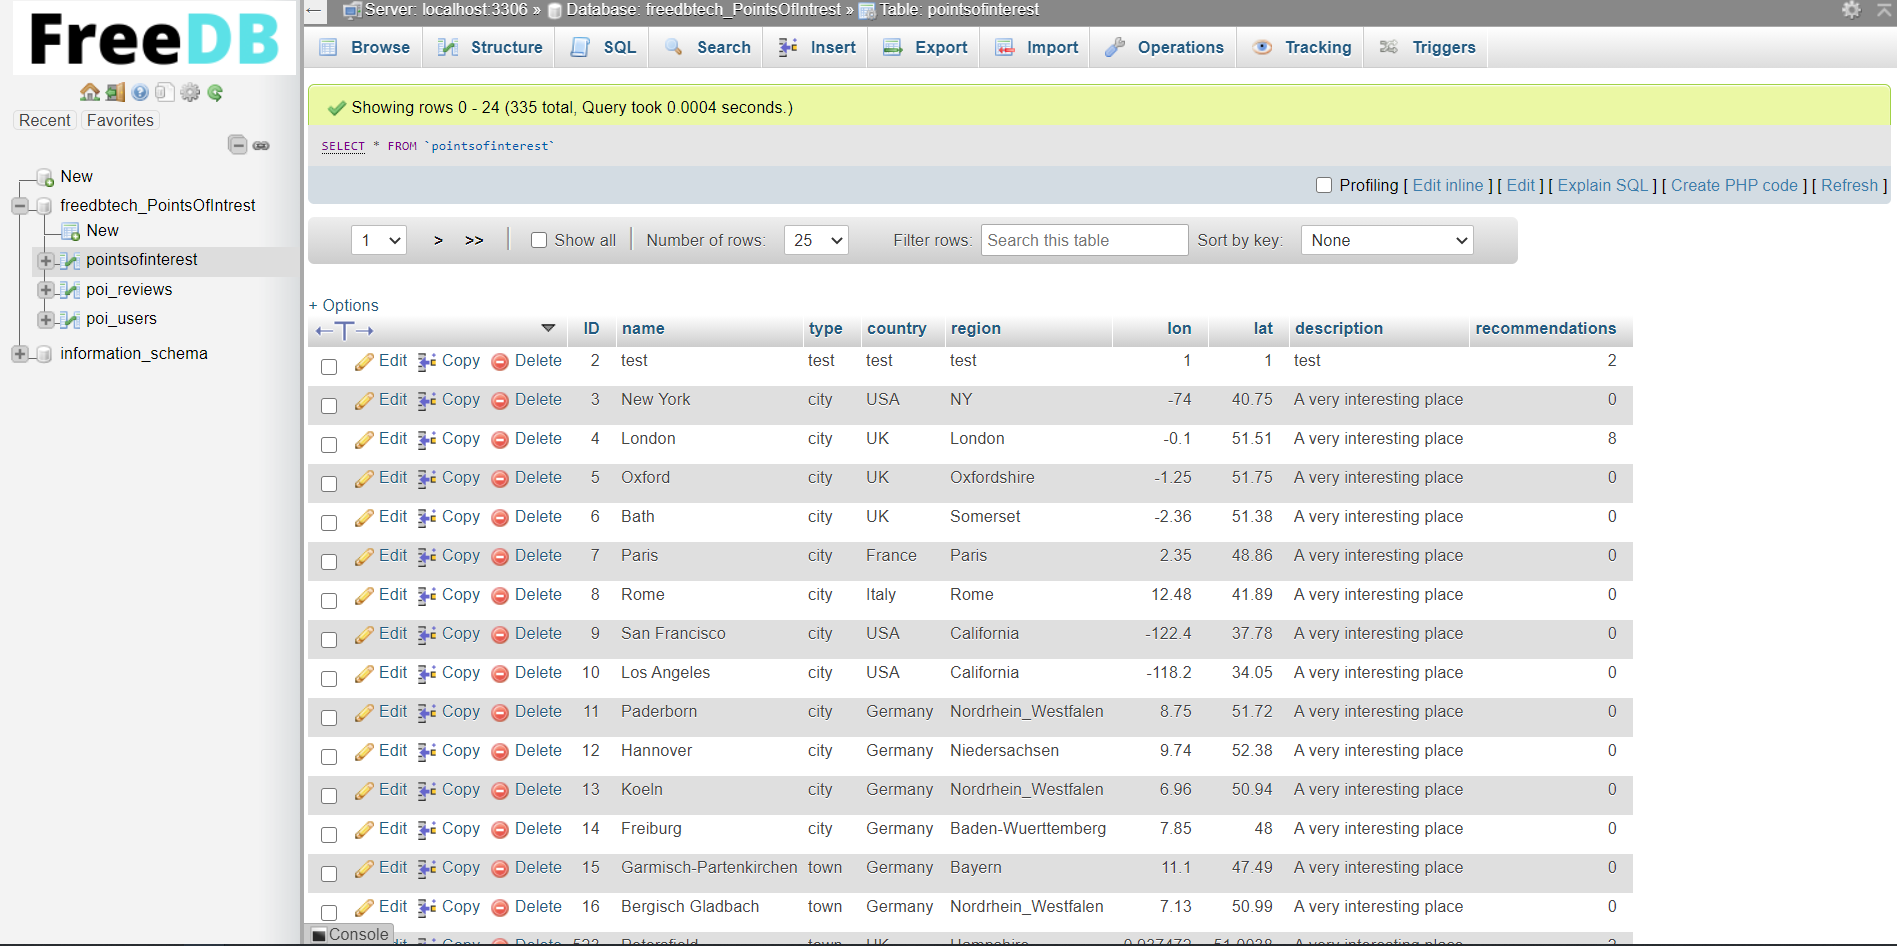 FreeDB
Recent Favorites
New
freedbtech_PointsOfIntrest
New
pointsofinterest
poi_reviews
poi_users
information_schema
Server: localhost:3306 » Database: freedbtech_PointsOfIntrest » Table: pointsofinterest
Browse Structure SQL Search Insert Export Import Operations Tracking Triggers
Showing rows 0 - 24 (335 total, Query took 0.0004 seconds.)
SELECT * FROM `pointsofinterest`
Profiling [ Edit inline ] [ Edit ] [ Explain SQL ] [ Create PHP code ] [ Refresh ]
1 > >> Show all Number of rows: 25 Filter rows: Search this table Sort by key: None
+ Options
←T→ ID name type country region lon lat description recommendations
Edit Copy Delete 2 test test test test 1 1 test 2
Edit Copy Delete 3 New York city USA NY -74 40.75 A very interesting place 0
Edit Copy Delete 4 London city UK London -0.1 51.51 A very interesting place 8
Edit Copy Delete 5 Oxford city UK Oxfordshire -1.25 51.75 A very interesting place 0
Edit Copy Delete 6 Bath city UK Somerset -2.36 51.38 A very interesting place 0
Edit Copy Delete 7 Paris city France Paris 2.35 48.86 A very interesting place 0
Edit Copy Delete 8 Rome city Italy Rome 12.48 41.89 A very interesting place 0
Edit Copy Delete 9 San Francisco city USA California -122.4 37.78 A very interesting place 0
Edit Copy Delete 10 Los Angeles city USA California -118.2 34.05 A very interesting place 0
Edit Copy Delete 11 Paderborn city Germany Nordrhein_Westfalen 8.75 51.72 A very interesting place 0
Edit Copy Delete 12 Hannover city Germany Niedersachsen 9.74 52.38 A very interesting place 0
Edit Copy Delete 13 Koeln city Germany Nordrhein_Westfalen 6.96 50.94 A very interesting place 0
Edit Copy Delete 14 Freiburg city Germany Baden-Wuerttemberg 7.85 48 A very interesting place 0
Edit Copy Delete 15 Garmisch-Partenkirchen town Germany Bayern 11.1 47.49 A very interesting place 0
Edit Copy Delete 16 Bergisch Gladbach town Germany Nordrhein_Westfalen 7.13 50.99 A very interesting place 0
Console